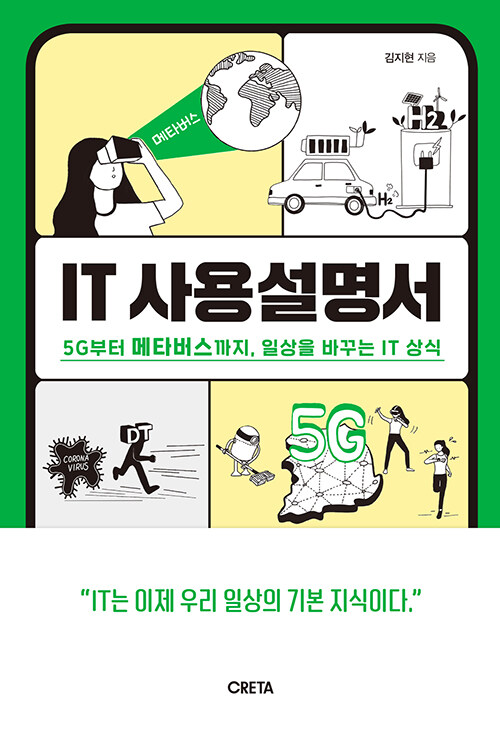 김지현 지음
메타버스
H2
H2
IT 사용설명서
5G부터 메타버스까지, 일상을 바꾸는 IT 상식
CORONA
VIRUS
DT
5G
"IT는 이제 우리 일상의 기본 지식이다."
CRETA